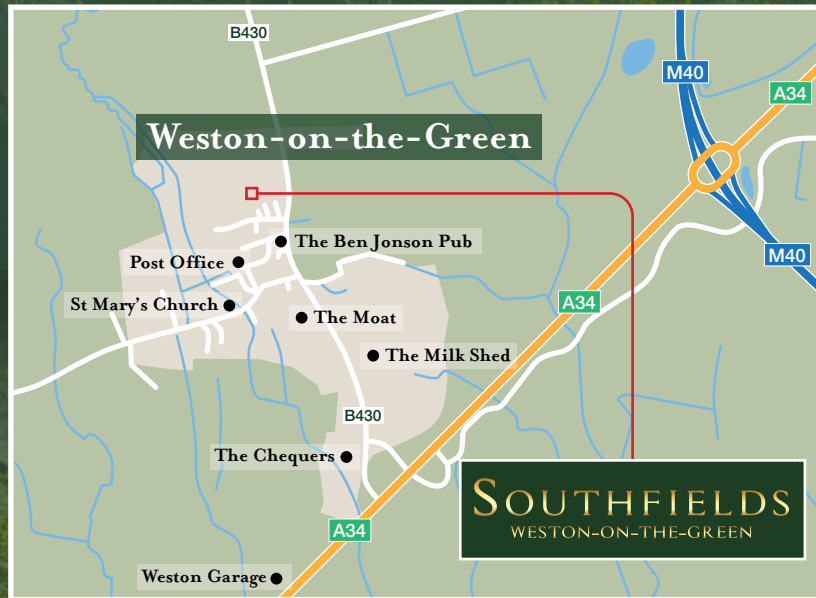 B430
M40
A34
Weston-on-the-Green
The Ben Jonson Pub
Post Office
M40
St Mary's Church
A34
The Moat
The Milk Shed
B430
The Chequers
SOUTHFIELDS
WESTON-ON-THE-GREEN
A34
Weston Garage